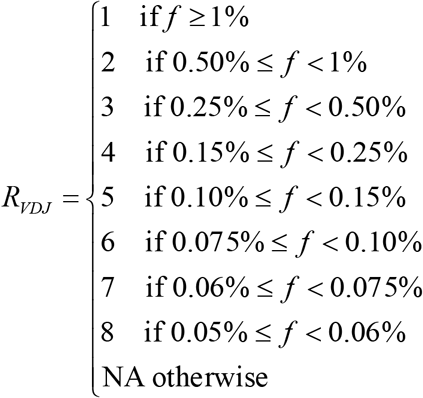 1 if f ≥ 1%
2 if 0.50% ≤ f < 1%
3 if 0.25% ≤ f < 0.50%
4 if 0.15% ≤ f < 0.25%
R_VDJ = { 5 if 0.10% ≤ f < 0.15%
6 if 0.075% ≤ f < 0.10%
7 if 0.06% ≤ f < 0.075%
8 if 0.05% ≤ f < 0.06%
NA otherwise